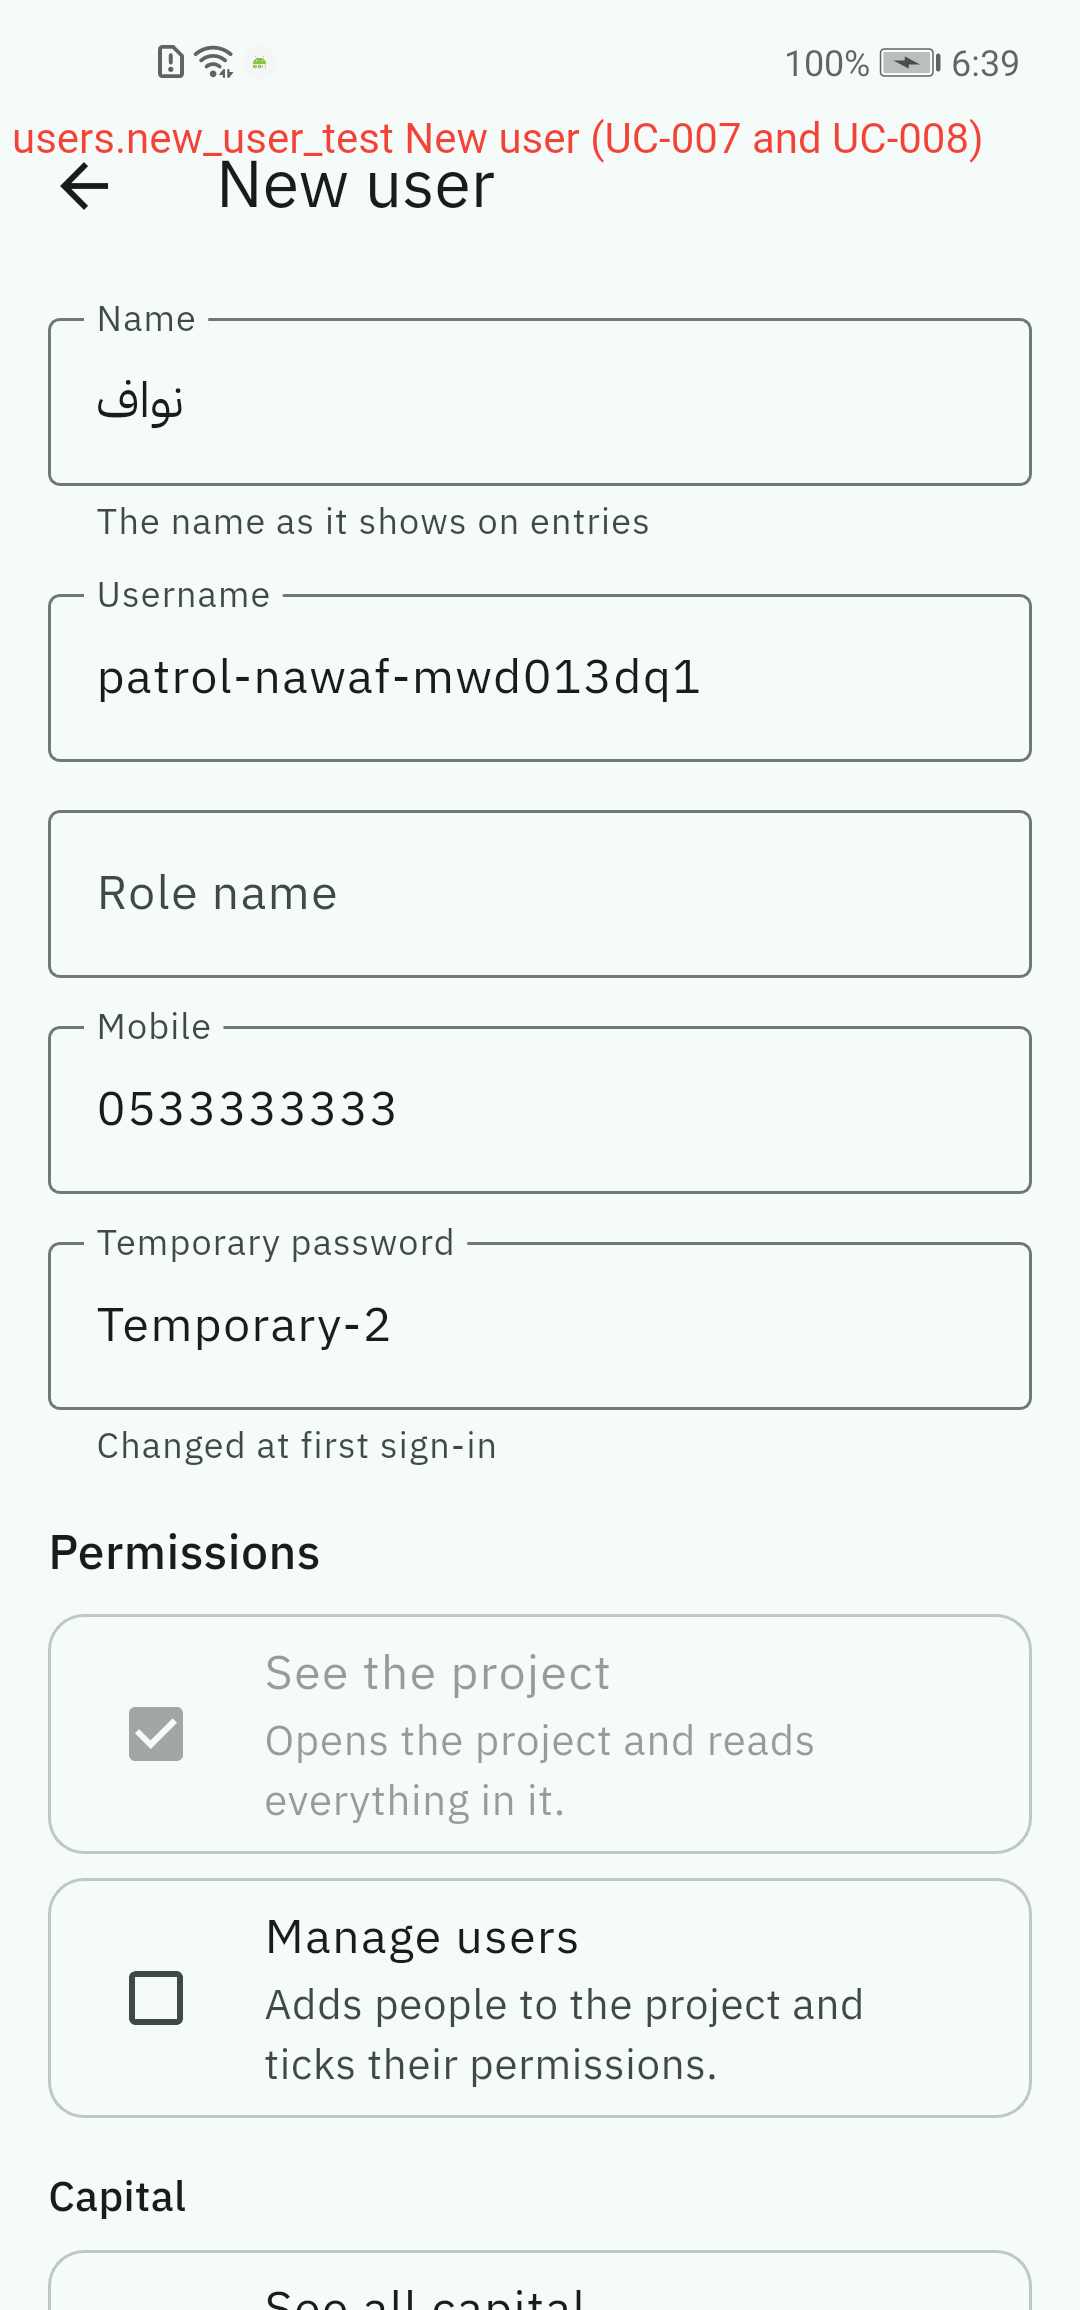 100% 6:39
users.new_user_test New user (UC-007 and UC-008)
New user
Name
نواف
The name as it shows on entries
Username
patrol-nawaf-mwd013dq1
Role name
Mobile
0533333333
Temporary password
Temporary-2
Changed at first sign-in
Permissions
See the project
Opens the project and reads
everything in it.
Manage users
Adds people to the project and
ticks their permissions.
Capital
See all capital